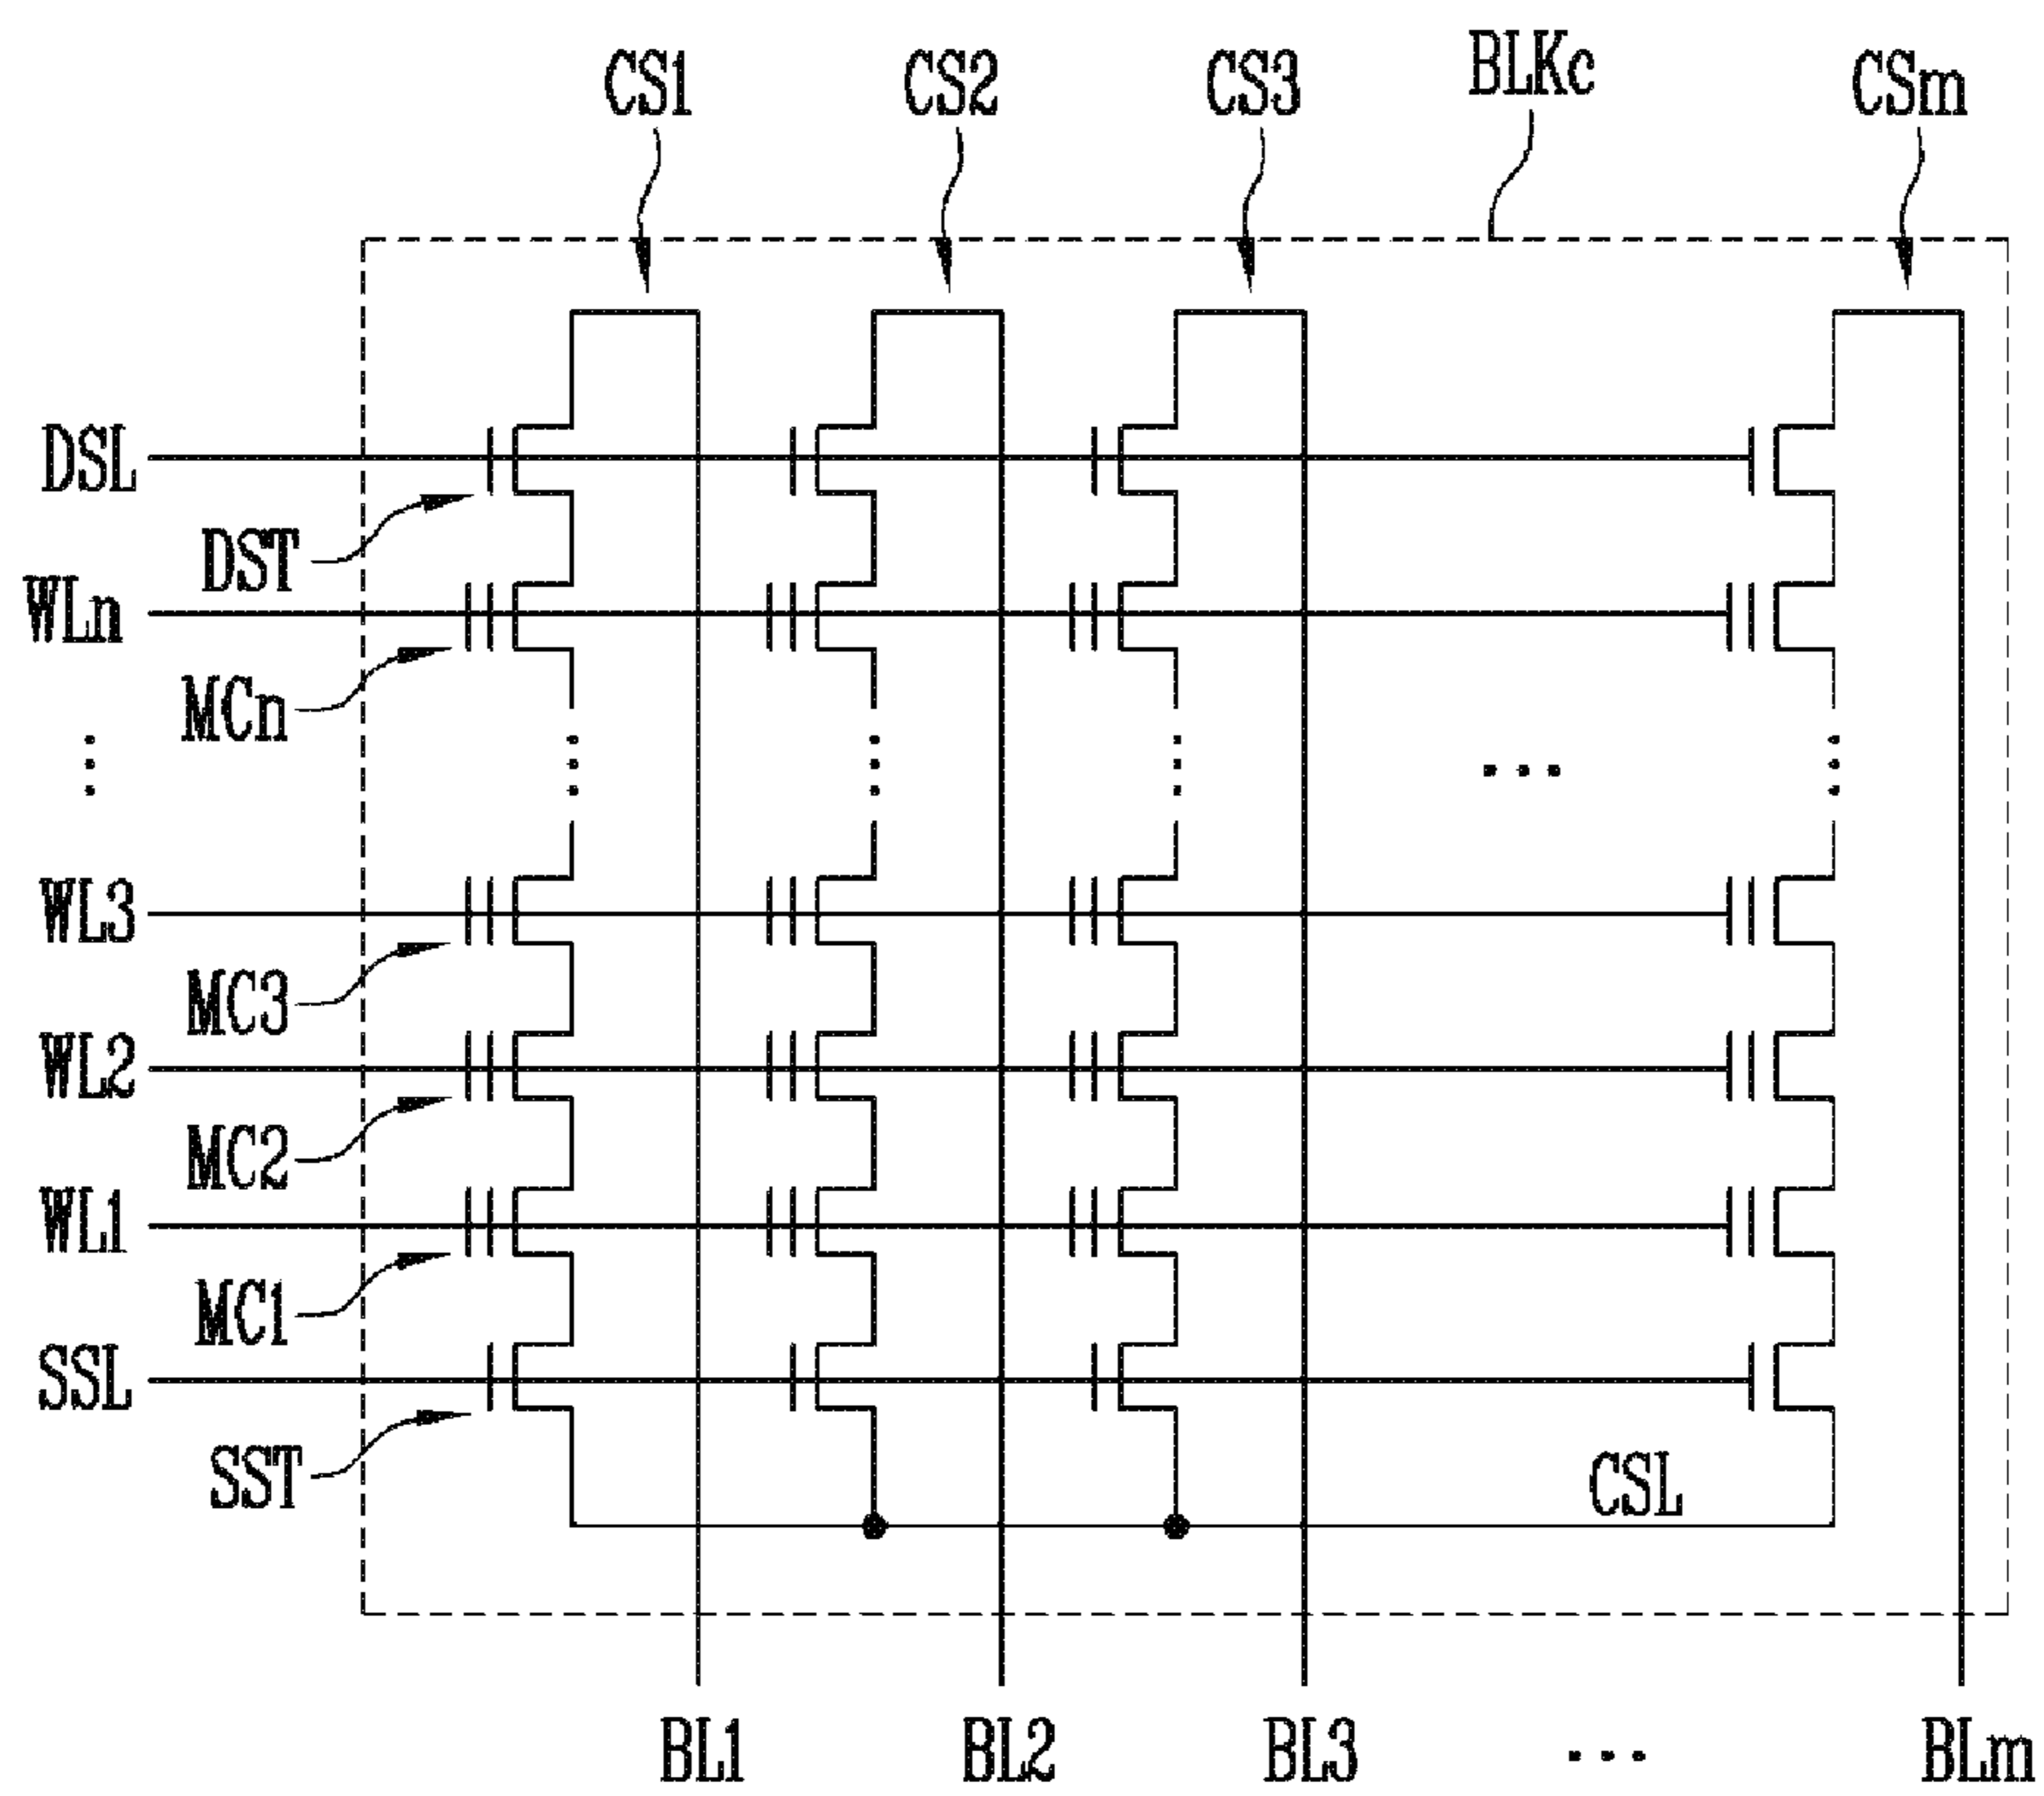 CS1 CS2 CS3 BLKc CSm
DSL
DST
WLn
MCn
WL3
MC3
WL2
MC2
WL1
MC1
SSL
SST
CSL
BL1 BL2 BL3 ... BLm